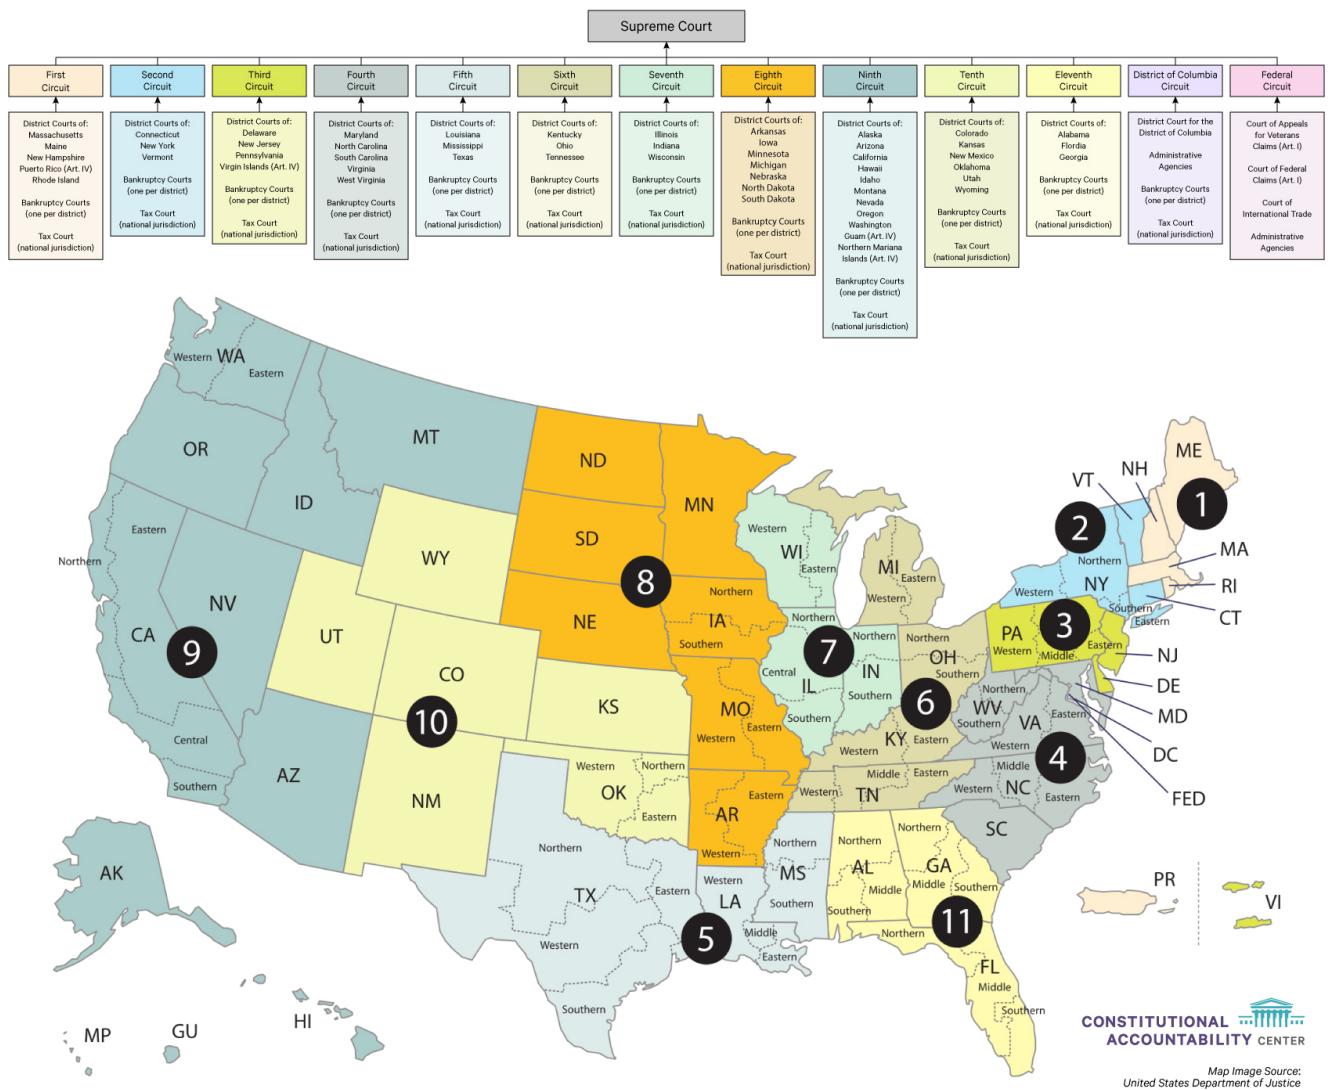 Supreme Court
First
Circuit
Second
Circuit
Third
Circuit
Fourth
Circuit
Fifth
Circuit
Sixth
Circuit
Seventh
Circuit
Eighth
Circuit
Ninth
Circuit
Tenth
Circuit
Eleventh
Circuit
District of Columbia
Circuit
Federal
Circuit
District Courts of:
Massachusetts
Maine
New Hampshire
Puerto Rico (Art. IV)
Rhode Island
Bankruptcy Courts
(one per district)
Tax Court
(national jurisdiction)
District Courts of:
Connecticut
New York
Vermont
Bankruptcy Courts
(one per district)
Tax Court
(national jurisdiction)
District Courts of:
Delaware
New Jersey
Pennsylvania
Virgin Islands (Art. IV)
Bankruptcy Courts
(one per district)
Tax Court
(national jurisdiction)
District Courts of:
Maryland
North Carolina
South Carolina
Virginia
West Virginia
Bankruptcy Courts
(one per district)
Tax Court
(national jurisdiction)
District Courts of:
Louisiana
Mississippi
Texas
Bankruptcy Courts
(one per district)
Tax Court
(national jurisdiction)
District Courts of:
Kentucky
Ohio
Tennessee
Bankruptcy Courts
(one per district)
Tax Court
(national jurisdiction)
District Courts of:
Illinois
Indiana
Wisconsin
Bankruptcy Courts
(one per district)
Tax Court
(national jurisdiction)
District Courts of:
Arkansas
Iowa
Minnesota
Michigan
Nebraska
North Dakota
South Dakota
Bankruptcy Courts
(one per district)
Tax Court
(national jurisdiction)
District Courts of:
Alaska
Arizona
California
Hawaii
Idaho
Montana
Nevada
Oregon
Washington
Guam (Art. IV)
Northern Mariana
Islands (Art. IV)
Bankruptcy Courts
(one per district)
Tax Court
(national jurisdiction)
District Courts of:
Colorado
Kansas
New Mexico
Oklahoma
Utah
Wyoming
Bankruptcy Courts
(one per district)
Tax Court
(national jurisdiction)
District Courts of:
Alabama
Flordia
Georgia
Bankruptcy Courts
(one per district)
Tax Court
(national jurisdiction)
District Court for the
District of Columbia
Administrative
Agencies
Bankruptcy Courts
(one per district)
Tax Court
(national jurisdiction)
Court of Appeals
for Veterans
Claims (Art. I)
Court of Federal
Claims (Art. I)
Court of
International Trade
Administrative
Agencies
Western WA
Eastern
OR
ID
MT
Eastern
Northern
CA
NV
9
Central
Southern
AZ
WY
UT
CO
10
NM
KS
Western
Northern
OK
Eastern
ND
SD
NE
MN
8
Northern
IA
Southern
MO
Western
Eastern
AR
Eastern
Western
Western
WI
Eastern
Northern
7
Central
IL
Southern
Northern
IN
Southern
MI
Eastern
Western
Northern
OH
Southern
6
KY
Western
Eastern
Western
Middle
Eastern
TN
Northern
TX
Eastern
Western
Southern
5
Western
LA
Middle
Eastern
Northern
MS
Southern
Northern
AL
Middle
Southern
Northern
GA
Middle
Southern
11
Northern
FL
Middle
Southern
SC
Middle
Western
NC
Eastern
4
Northern
WV
Southern
VA
Eastern
Western
PA
3
Western
Middle
Eastern
2
Northern
NY
Western
Southern
Eastern
VT
NH
ME
1
MA
RI
CT
NJ
DE
MD
DC
FED
PR
VI
AK
MP
GU
HI
CONSTITUTIONAL
ACCOUNTABILITY CENTER
Map Image Source:
United States Department of Justice